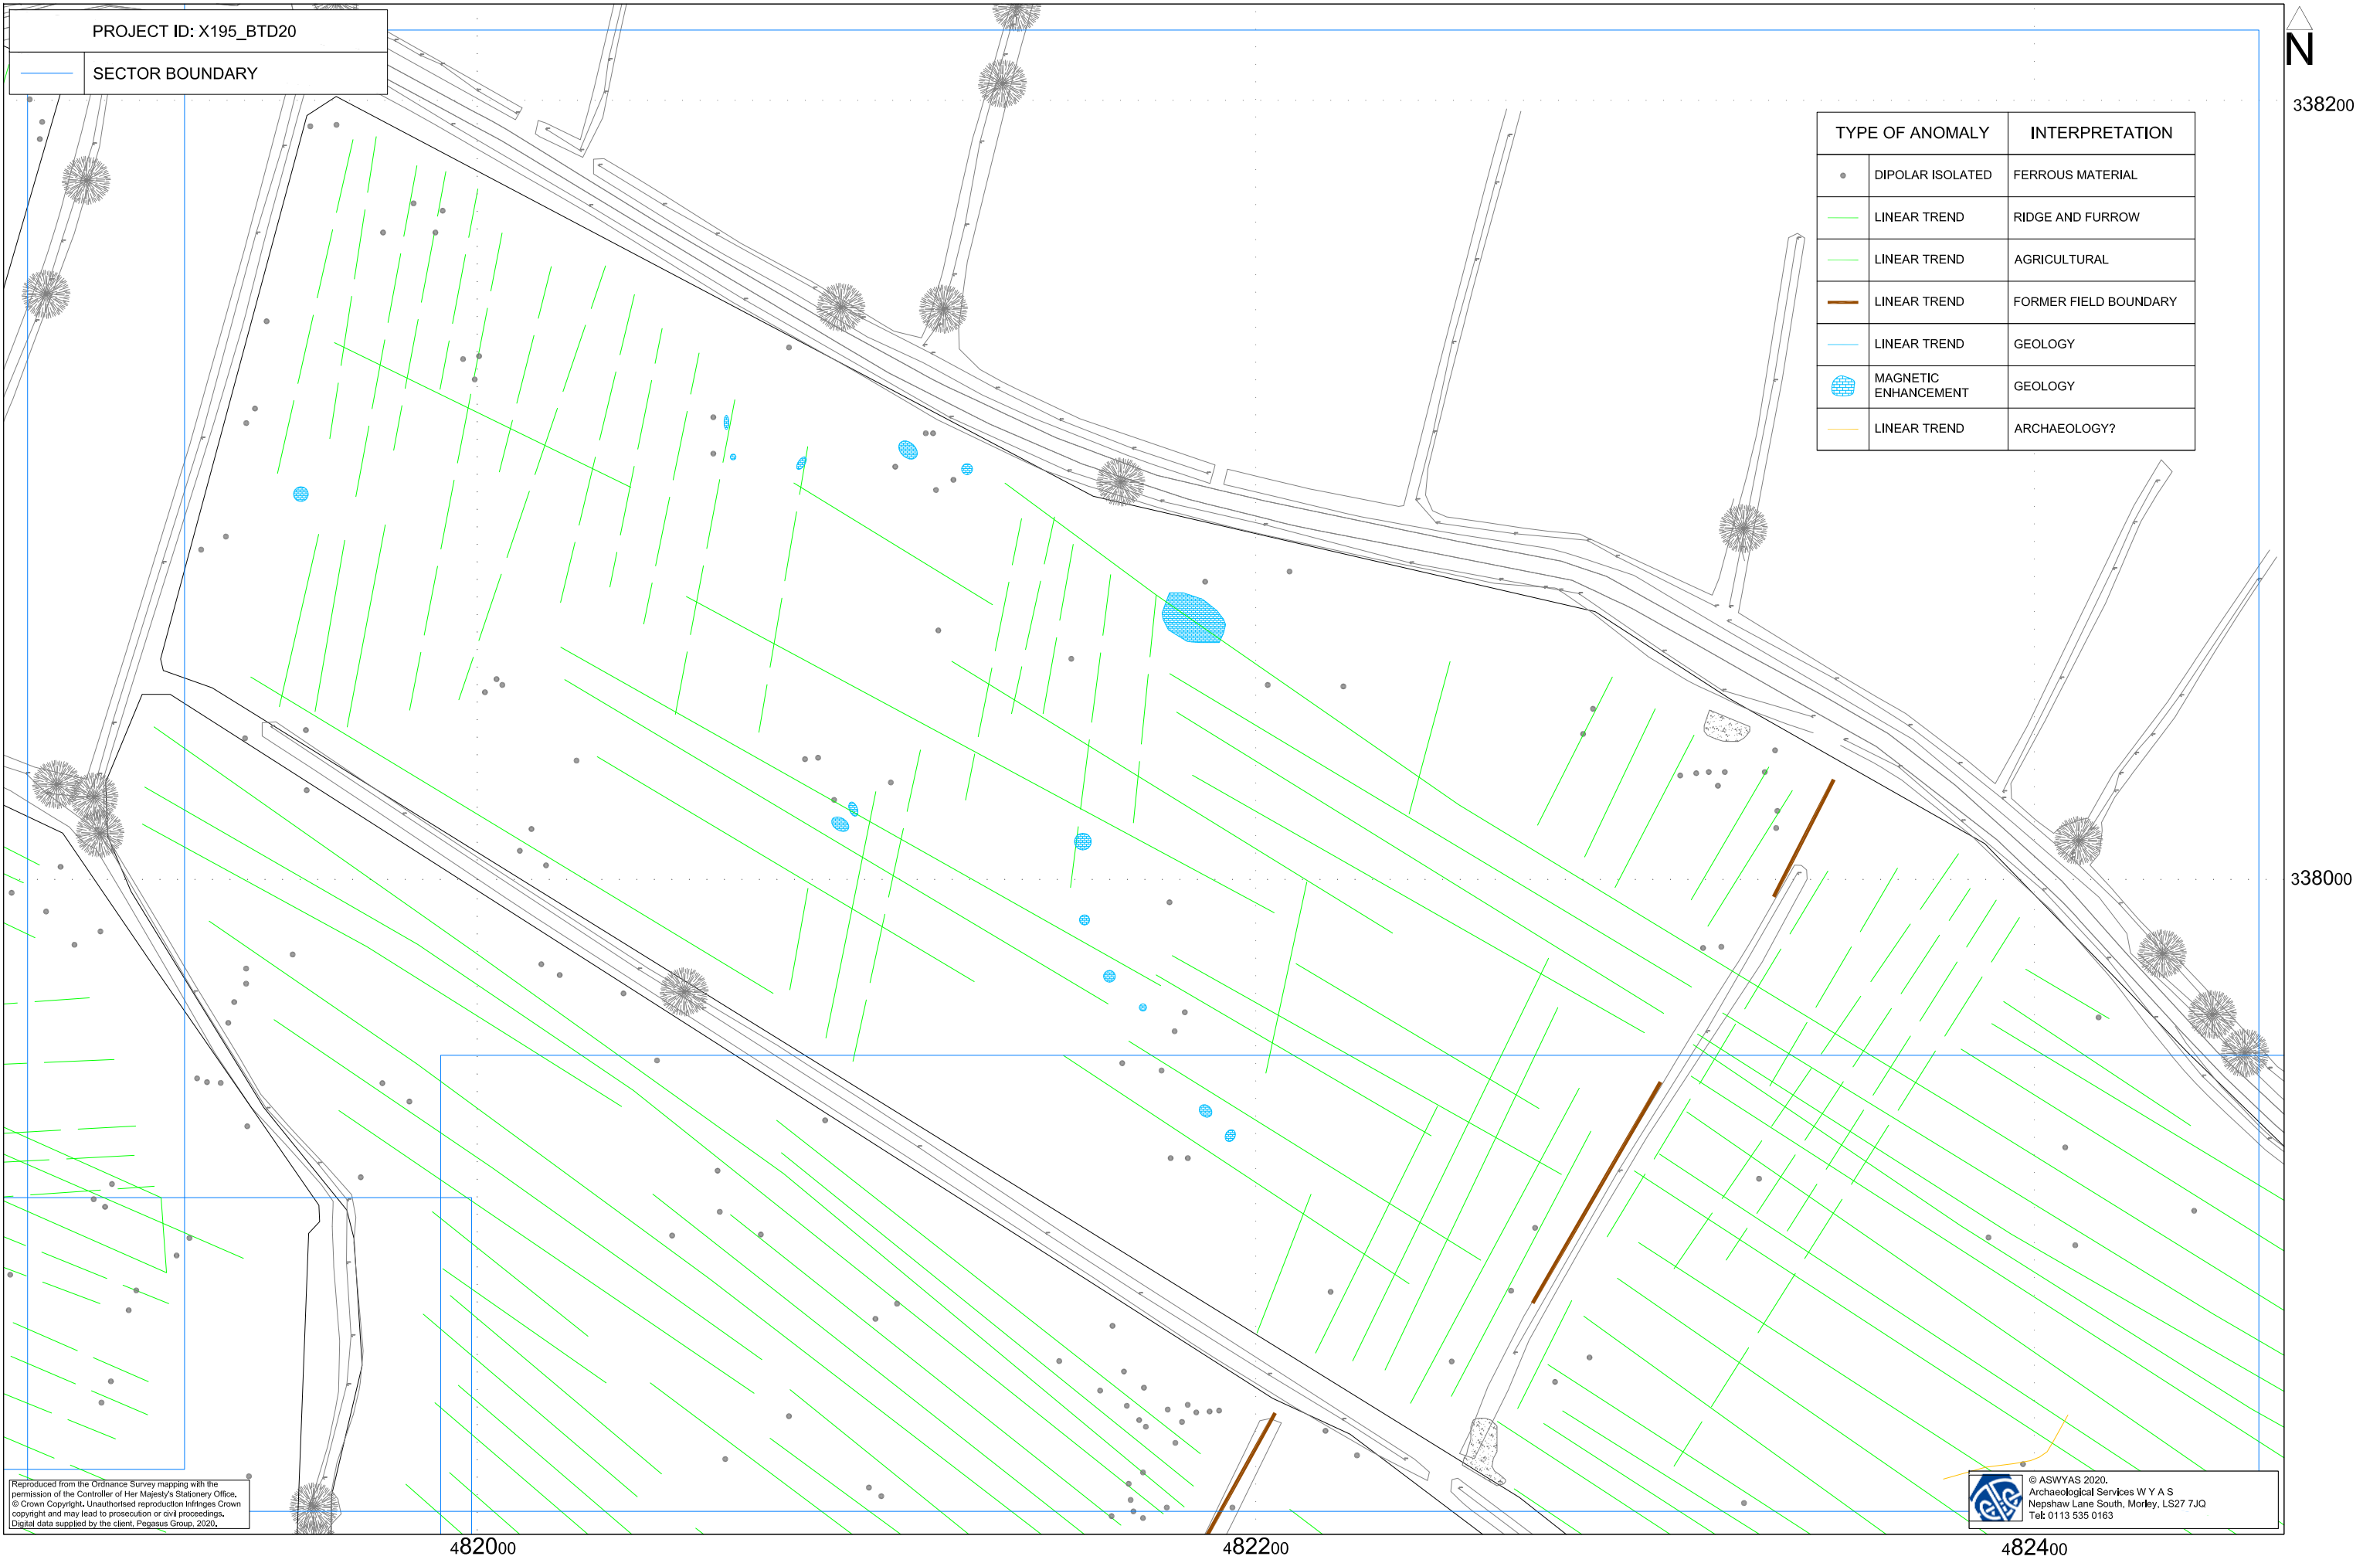 PROJECT ID: X195_BTD20
SECTOR BOUNDARY
N
338200
TYPE OF ANOMALY INTERPRETATION
DIPOLAR ISOLATED FERROUS MATERIAL
LINEAR TREND RIDGE AND FURROW
LINEAR TREND AGRICULTURAL
LINEAR TREND FORMER FIELD BOUNDARY
LINEAR TREND GEOLOGY
MAGNETIC
ENHANCEMENT GEOLOGY
LINEAR TREND ARCHAEOLOGY?
338000
Reproduced from the Ordnance Survey mapping with the
permission of the Controller of Her Majesty's Stationery Office.
© Crown Copyright. Unauthorised reproduction infringes Crown
copyright and may lead to prosecution or civil proceedings.
Digital data supplied by the client, Pegasus Group, 2020.
© ASWYAS 2020.
Archaeological Services W Y A S
Nepshaw Lane South, Morley, LS27 7JQ
Tel: 0113 535 0163
482000 482200 482400